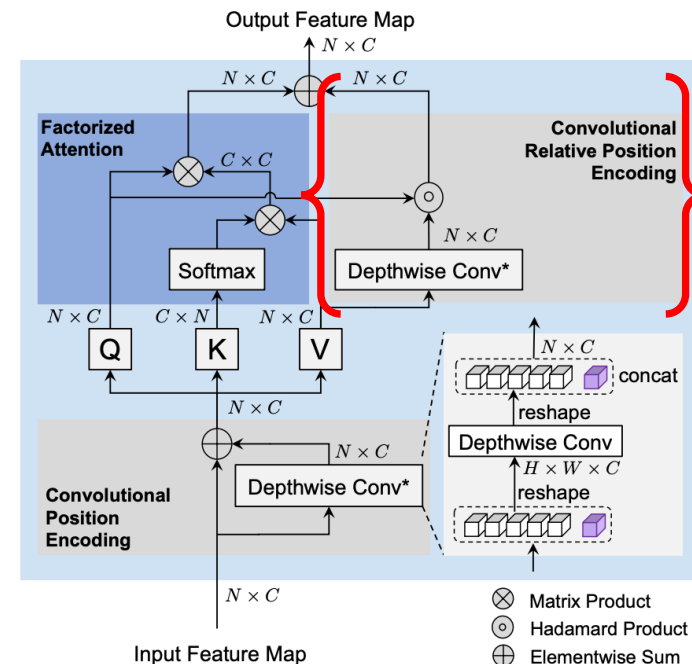 Output Feature Map
N × C
N × C
N × C
Factorized
Attention
Convolutional
Relative Position
Encoding
C × C
N × C
Softmax
Depthwise Conv*
N × C
C × N
N × C
Q
K
V
N × C
N × C
concat
reshape
N × C
Depthwise Conv
Depthwise Conv*
H × W × C
reshape
Convolutional
Position
Encoding
N × C
Matrix Product
Hadamard Product
Input Feature Map
Elementwise Sum